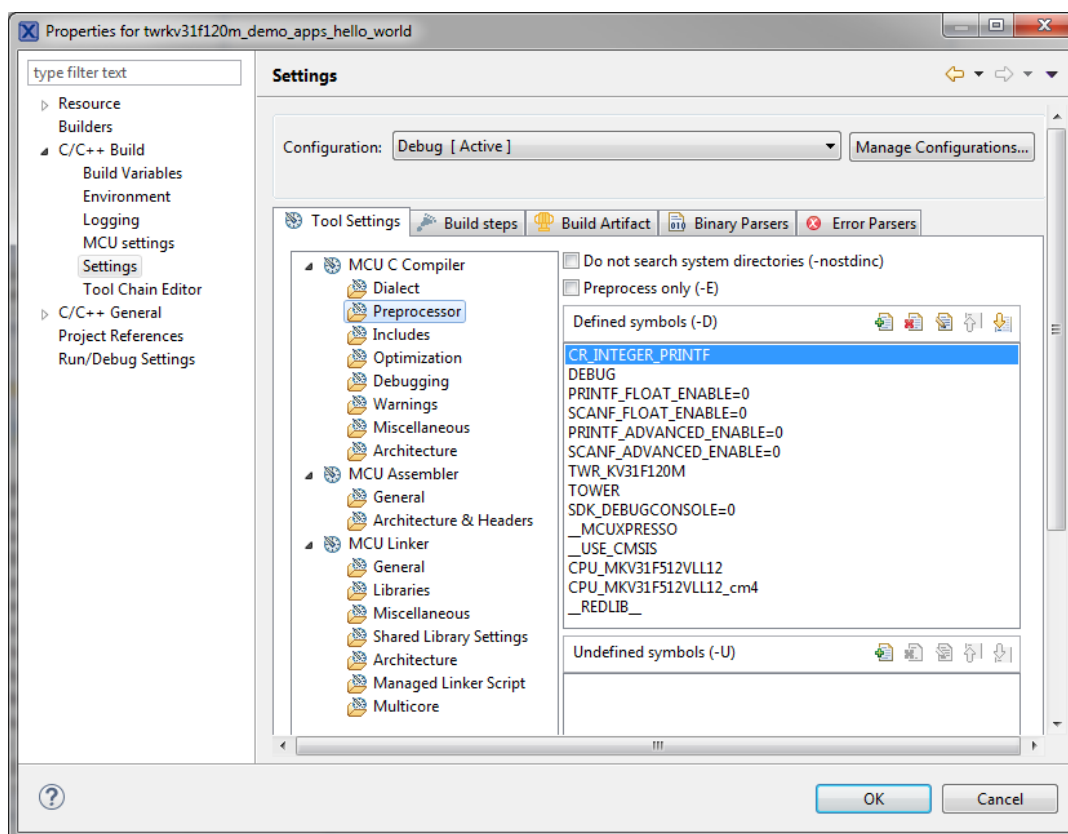 Properties for twrkv31f120m_demo_apps_hello_world
type filter text
Resource
Builders
C/C++ Build
Build Variables
Environment
Logging
MCU settings
Settings
Tool Chain Editor
C/C++ General
Project References
Run/Debug Settings
Settings
Configuration: Debug [ Active ] Manage Configurations...
Tool Settings Build steps Build Artifact Binary Parsers Error Parsers
MCU C Compiler
Dialect
Preprocessor
Includes
Optimization
Debugging
Warnings
Miscellaneous
Architecture
MCU Assembler
General
Architecture & Headers
MCU Linker
General
Libraries
Miscellaneous
Shared Library Settings
Architecture
Managed Linker Script
Multicore
Do not search system directories (-nostdinc)
Preprocess only (-E)
Defined symbols (-D)
CR_INTEGER_PRINTF
DEBUG
PRINTF_FLOAT_ENABLE=0
SCANF_FLOAT_ENABLE=0
PRINTF_ADVANCED_ENABLE=0
SCANF_ADVANCED_ENABLE=0
TWR_KV31F120M
TOWER
SDK_DEBUGCONSOLE=0
__MCUXPRESSO
__USE_CMSIS
CPU_MKV31F512VLL12
CPU_MKV31F512VLL12_cm4
__REDLIB__
Undefined symbols (-U)
OK Cancel